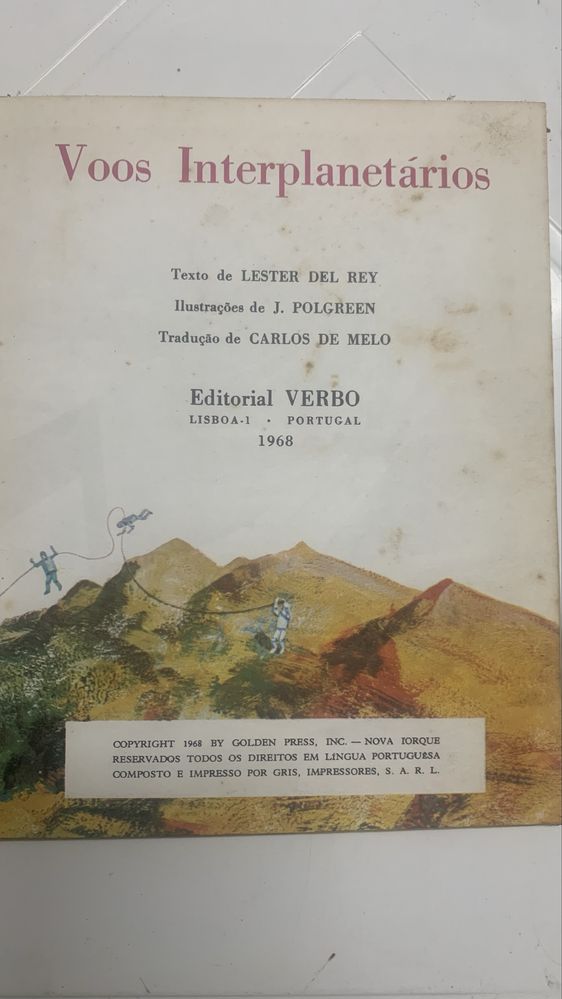 Voos Interplanetários
Texto de LESTER DEL REY
Ilustrações de J. POLGREEN
Tradução de CARLOS DE MELO
Editorial VERBO
LISBOA-1 · PORTUGAL
1968
COPYRIGHT 1968 BY GOLDEN PRESS, INC. — NOVA IORQUE
RESERVADOS TODOS OS DIREITOS EM LÍNGUA PORTUGUESA
COMPOSTO E IMPRESSO POR GRIS, IMPRESSORES, S. A. R. L.